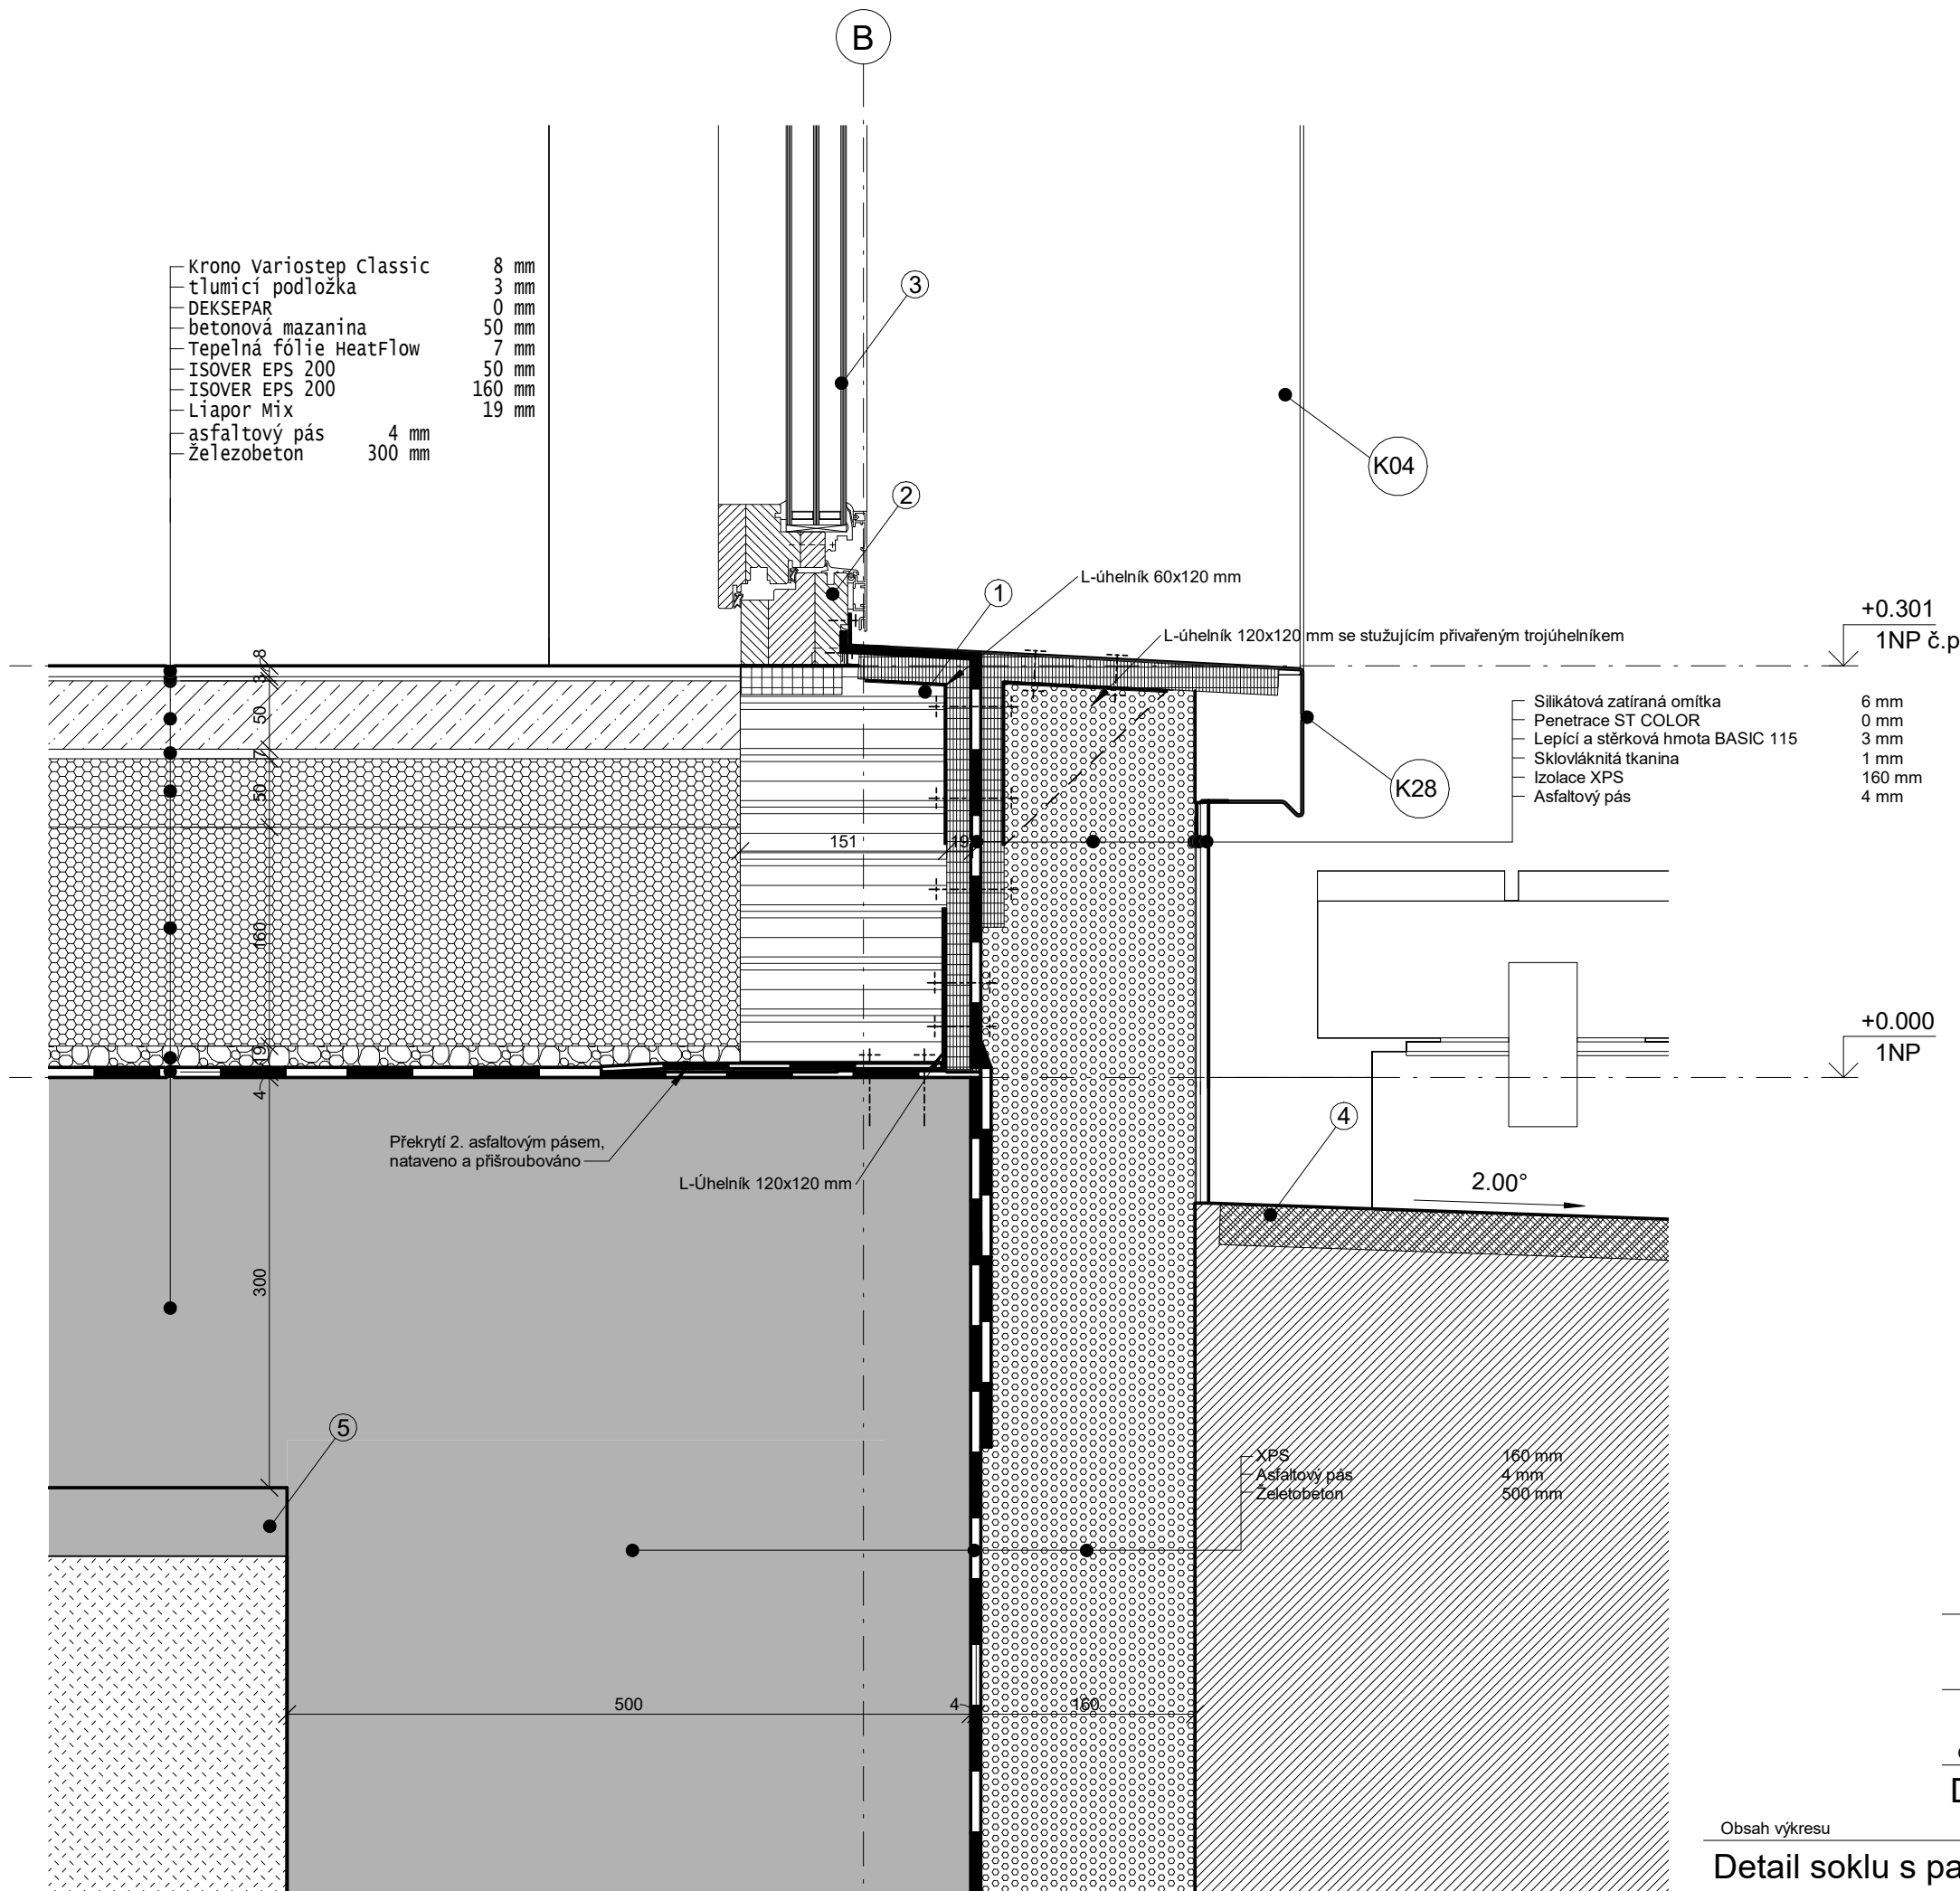 B
Krono Variostep Classic 8 mm
tlumicí podložka 3 mm
DEKSEPAR 0 mm
betonová mazanina 50 mm
Tepelná fólie HeatFlow 7 mm
ISOVER EPS 200 50 mm
ISOVER EPS 200 160 mm
Liapor Mix 19 mm
asfaltový pás 4 mm
Železobeton 300 mm
3
K04
2
L-úhelník 60x120 mm
1
+0.301
L-úhelník 120x120 mm se stužujícím přivařeným trojúhelníkem
1NP č.p
8
3
50
7
50
160
19
4
300
Silikátová zatíraná omítka 6 mm
Penetrace ST COLOR 0 mm
Lepící a stěrková hmota BASIC 115 3 mm
Sklovláknitá tkanina 1 mm
Izolace XPS 160 mm
Asfaltový pás 4 mm
K28
151
19
+0.000
1NP
4
Překrytí 2. asfaltovým pásem,
nataveno a přišroubováno
L-Úhelník 120x120 mm
2.00°
5
XPS 160 mm
Asfaltový pás 4 mm
Želetobeton 500 mm
500
4
160
Obsah výkresu
Detail soklu s pa